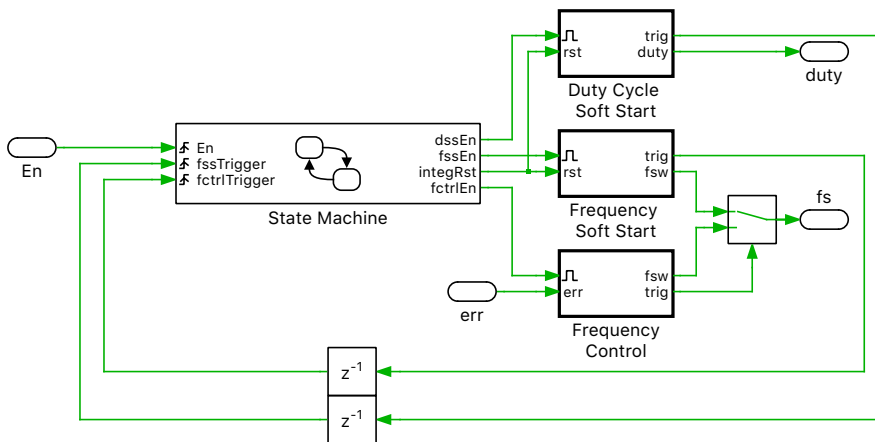 trig
rst
duty
duty
Duty Cycle
Soft Start
dssEn
En
fssEn
fssTrigger
integRst
fctrlTrigger
fctrlEn
En
State Machine
trig
rst
fsw
Frequency
Soft Start
fs
fsw
err
trig
err
Frequency
Control
z-1
z-1